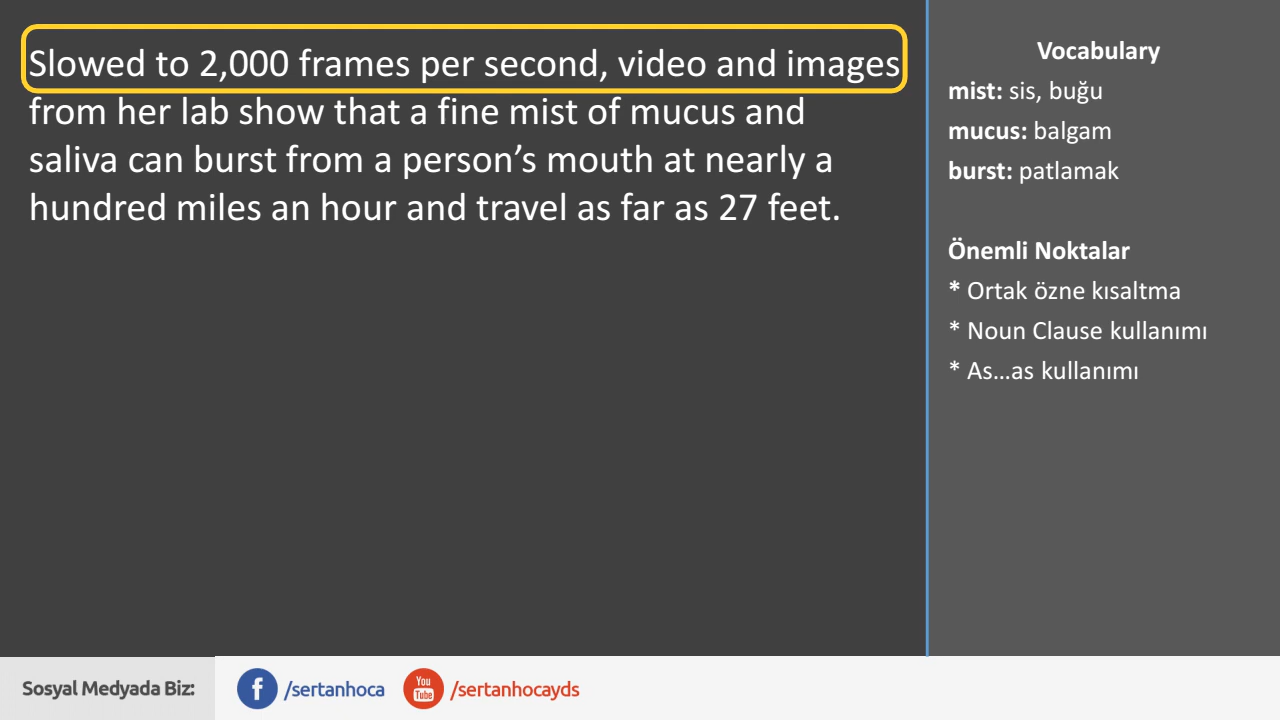 Slowed to 2,000 frames per second, video and images
from her lab show that a fine mist of mucus and
saliva can burst from a person’s mouth at nearly a
hundred miles an hour and travel as far as 27 feet.
Vocabulary
mist: sis, buğu
mucus: balgam
burst: patlamak
Önemli Noktalar
* Ortak özne kısaltma
* Noun Clause kullanımı
* As...as kullanımı
Sosyal Medyada Biz:
f /sertanhoca
You Tube /sertanhocayds